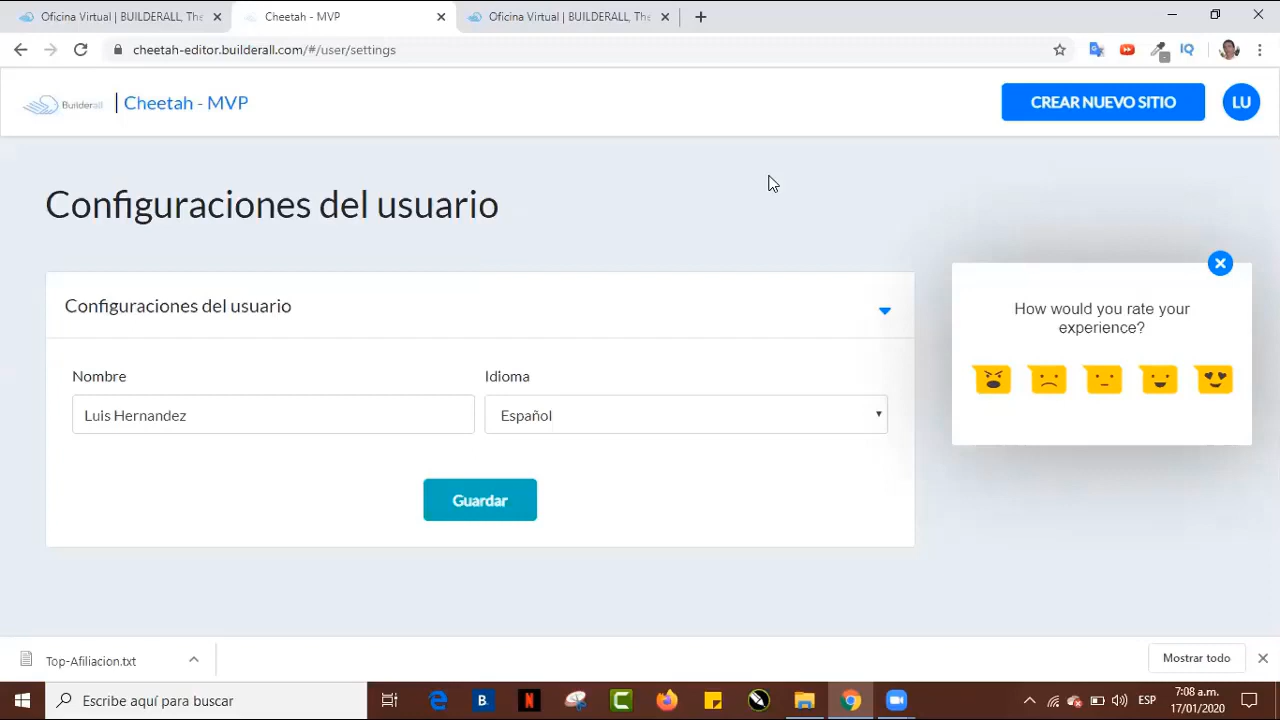 Oficina Virtual | BUILDERALL, The
Cheetah - MVP
Oficina Virtual | BUILDERALL, The
cheetah-editor.builderall.com/#/user/settings
IQ
Builderall
Cheetah - MVP
CREAR NUEVO SITIO
LU
Configuraciones del usuario
Configuraciones del usuario
How would you rate your
experience?
Nombre
Idioma
Luis Hernandez
Español
Guardar
Top-Afiliacion.txt
Mostrar todo
Escribe aquí para buscar
ESP
7:08 a.m.
17/01/2020